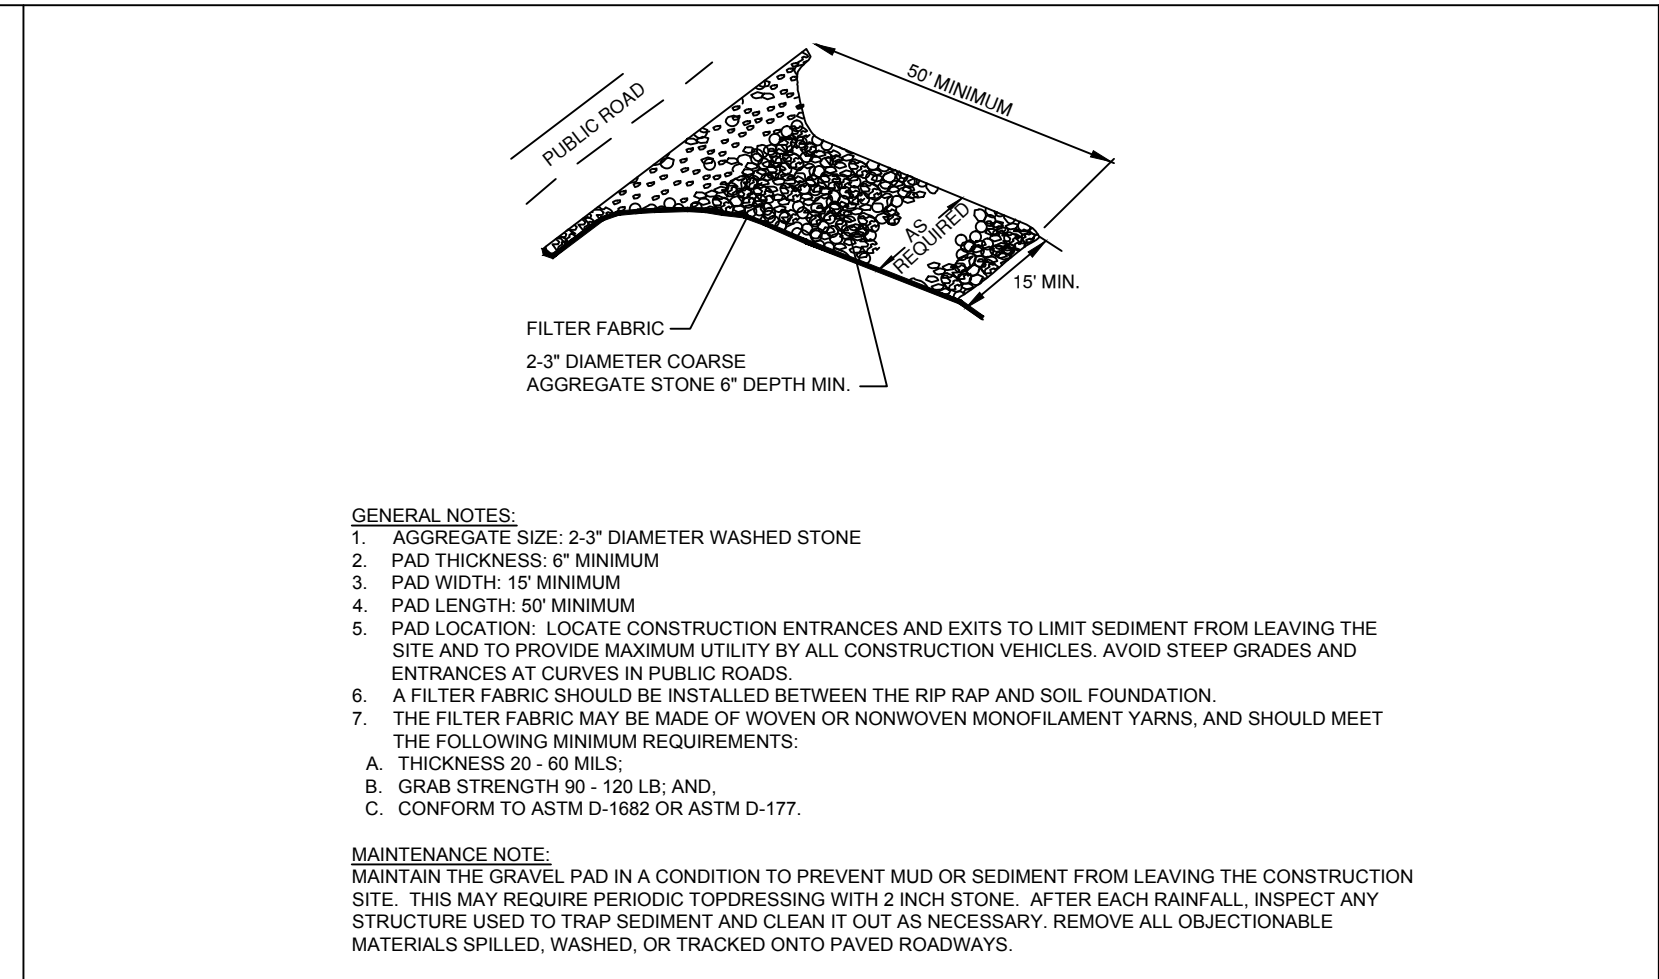 PUBLIC ROAD
50' MINIMUM
AS
REQUIRED
15' MIN.
FILTER FABRIC
2-3" DIAMETER COARSE
AGGREGATE STONE 6" DEPTH MIN.
GENERAL NOTES:
1. AGGREGATE SIZE: 2-3" DIAMETER WASHED STONE
2. PAD THICKNESS: 6" MINIMUM
3. PAD WIDTH: 15' MINIMUM
4. PAD LENGTH: 50' MINIMUM
5. PAD LOCATION: LOCATE CONSTRUCTION ENTRANCES AND EXITS TO LIMIT SEDIMENT FROM LEAVING THE
SITE AND TO PROVIDE MAXIMUM UTILITY BY ALL CONSTRUCTION VEHICLES. AVOID STEEP GRADES AND
ENTRANCES AT CURVES IN PUBLIC ROADS.
6. A FILTER FABRIC SHOULD BE INSTALLED BETWEEN THE RIP RAP AND SOIL FOUNDATION.
7. THE FILTER FABRIC MAY BE MADE OF WOVEN OR NONWOVEN MONOFILAMENT YARNS, AND SHOULD MEET
THE FOLLOWING MINIMUM REQUIREMENTS:
A. THICKNESS 20 - 60 MILS;
B. GRAB STRENGTH 90 - 120 LB; AND,
C. CONFORM TO ASTM D-1682 OR ASTM D-177.
MAINTENANCE NOTE:
MAINTAIN THE GRAVEL PAD IN A CONDITION TO PREVENT MUD OR SEDIMENT FROM LEAVING THE CONSTRUCTION
SITE. THIS MAY REQUIRE PERIODIC TOPDRESSING WITH 2 INCH STONE. AFTER EACH RAINFALL, INSPECT ANY
STRUCTURE USED TO TRAP SEDIMENT AND CLEAN IT OUT AS NECESSARY. REMOVE ALL OBJECTIONABLE
MATERIALS SPILLED, WASHED, OR TRACKED ONTO PAVED ROADWAYS.